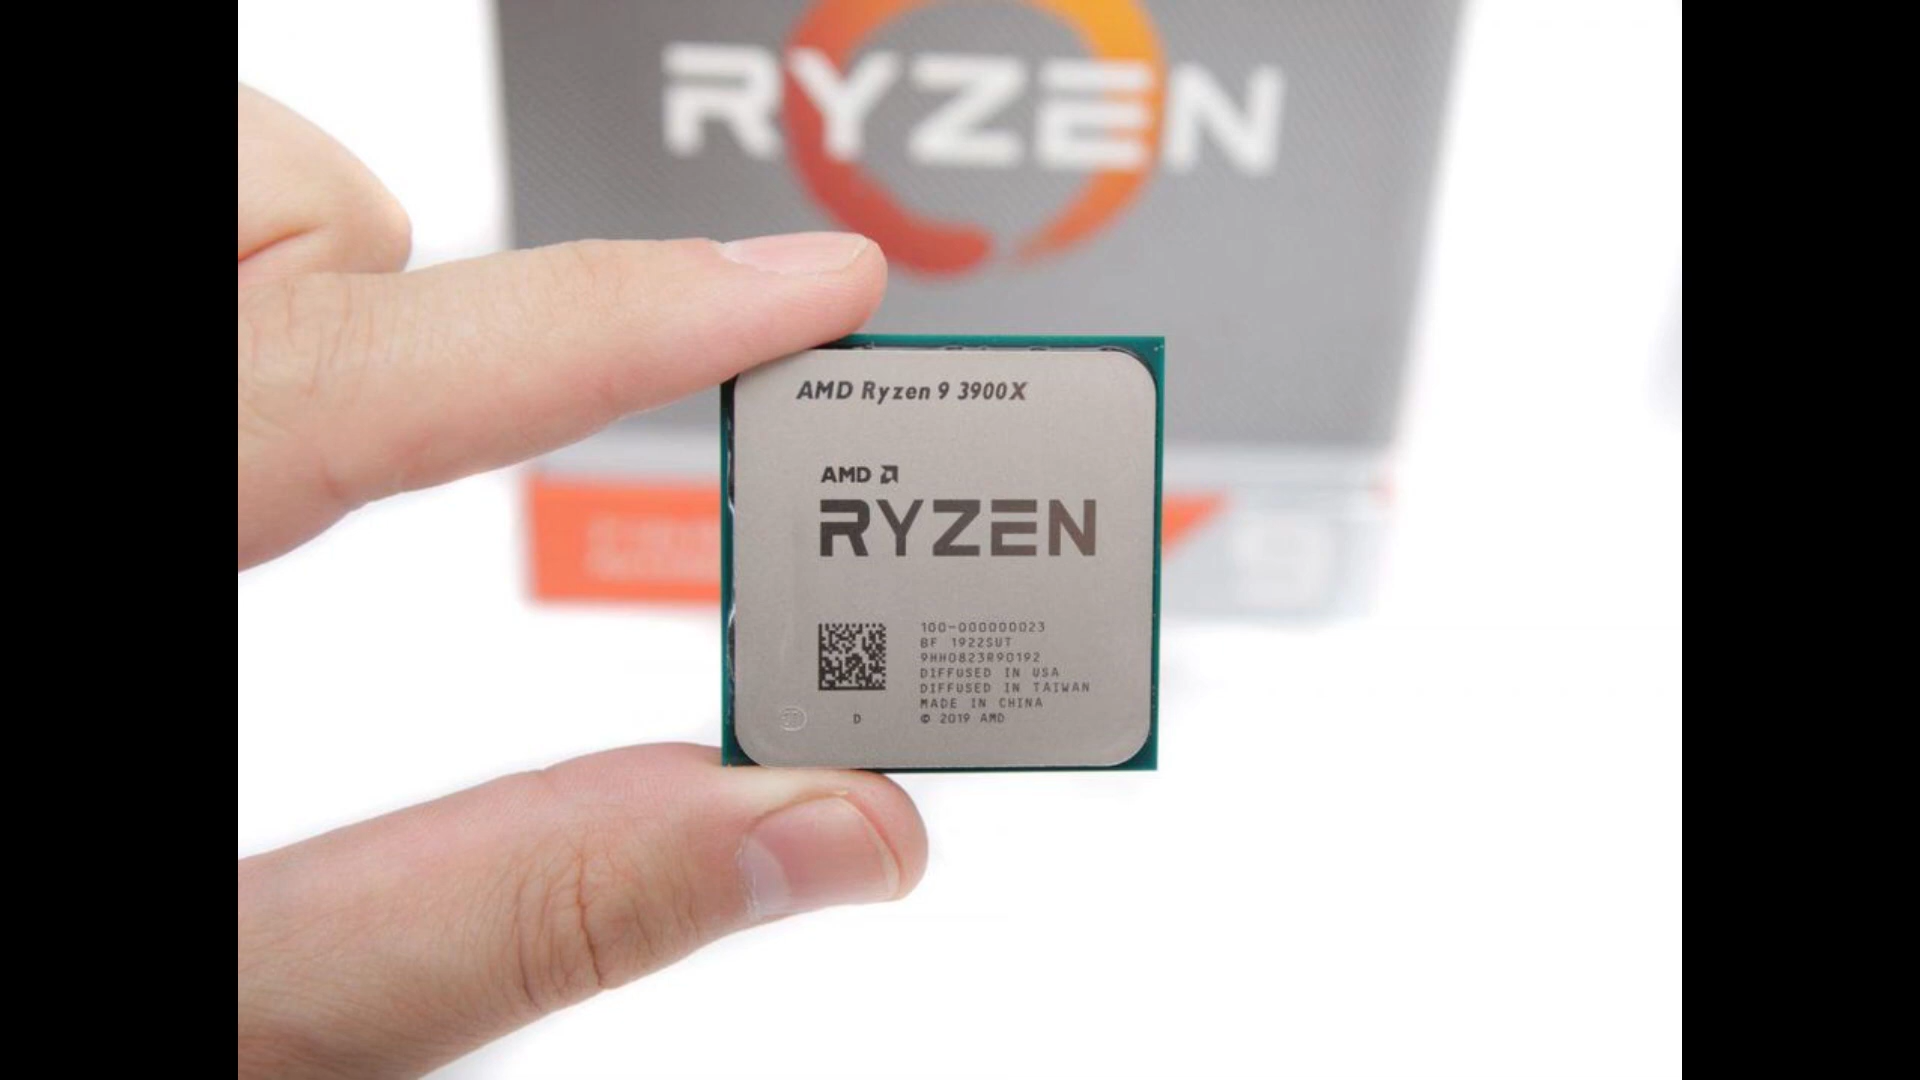 RYZEN
AMD Ryzen 9 3900X
AMD
RYZEN
100-000000023
BF 1922SUT
9HH0823R90192
DIFFUSED IN USA
DIFFUSED IN TAIWAN
MADE IN CHINA
© 2019 AMD
D
9